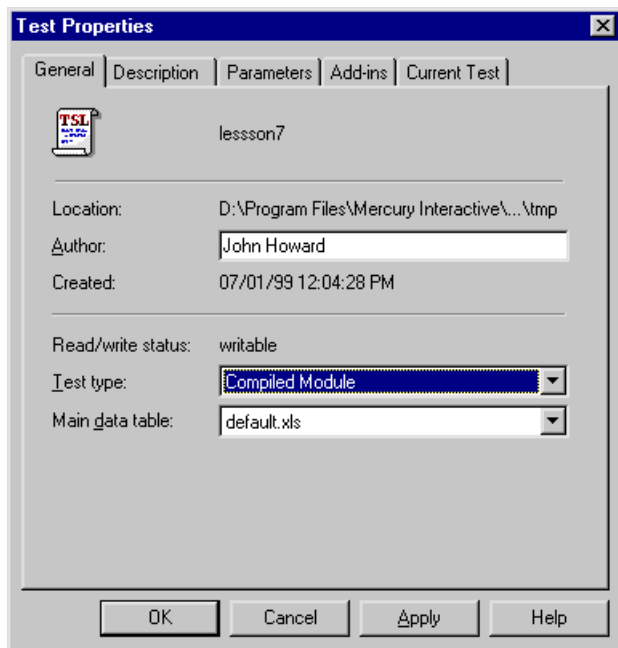 Test Properties
General Description Parameters Add-ins Current Test
TSL
lessson7
Location: D:\Program Files\Mercury Interactive\...\tmp
Author: John Howard
Created: 07/01/99 12:04:28 PM
Read/write status: writable
Test type: Compiled Module
Main data table: default.xls
OK Cancel Apply Help